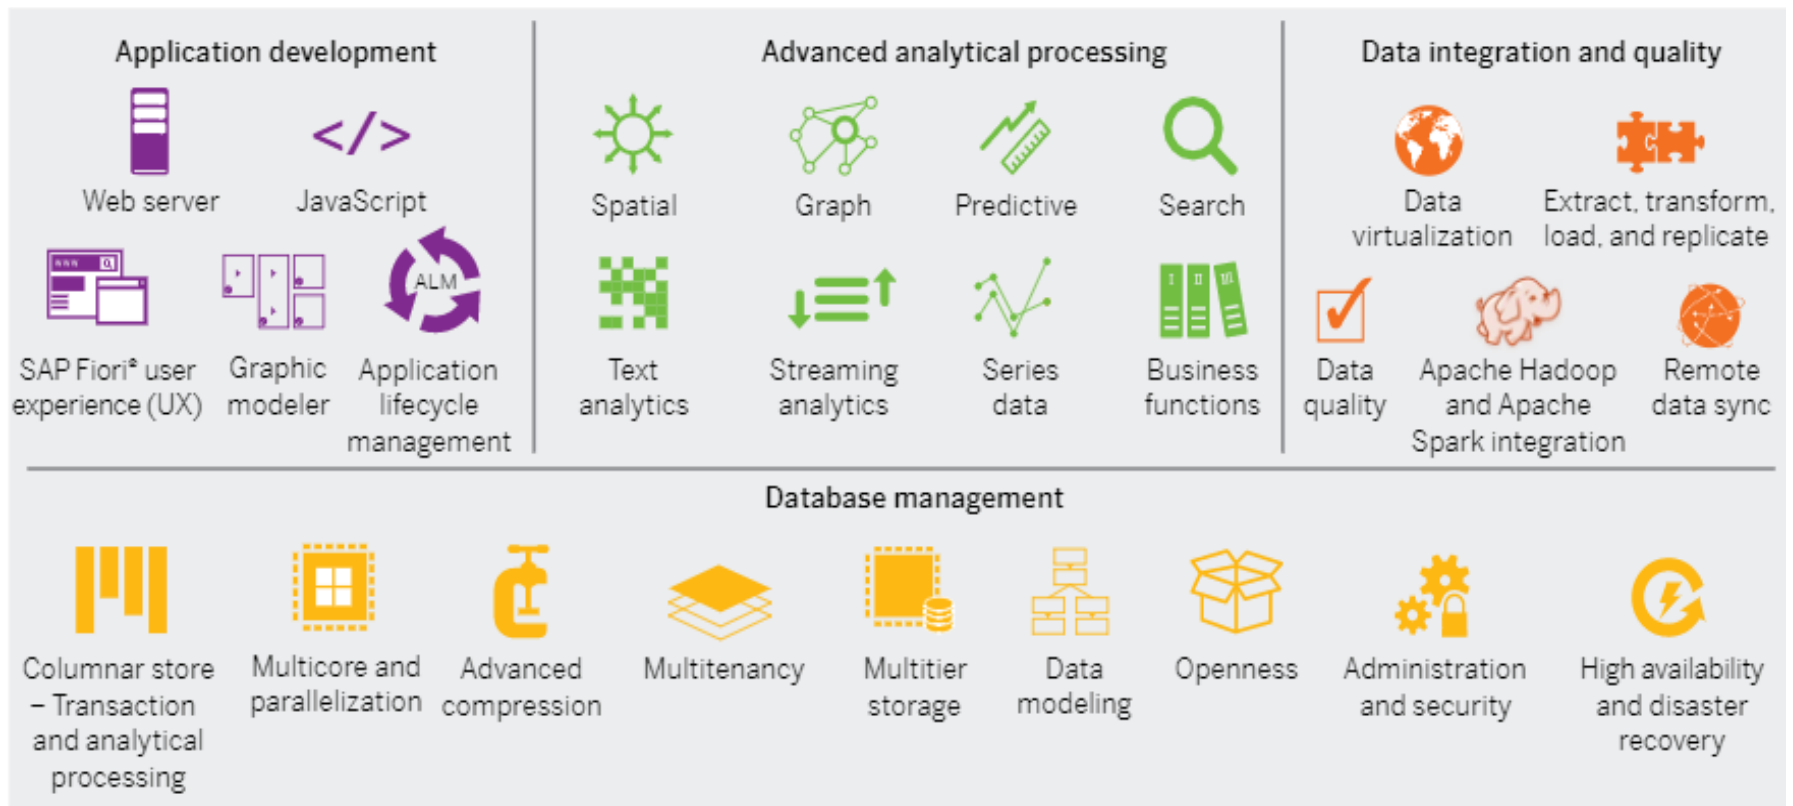 Application development
Web server
JavaScript
WWW
SAP Fiori® user
experience (UX)
Graphic
modeler
ALM
Application
lifecycle
management
Advanced analytical processing
Spatial
Graph
Predictive
Search
Text
analytics
Streaming
analytics
Series
data
I II III
Business
functions
Data integration and quality
Data
virtualization
Extract, transform,
load, and replicate
Data
quality
Apache Hadoop
and Apache
Spark integration
Remote
data sync
Database management
Columnar store
– Transaction
and analytical
processing
Multicore and
parallelization
Advanced
compression
Multitenancy
Multitier
storage
Data
modeling
Openness
Administration
and security
High availability
and disaster
recovery